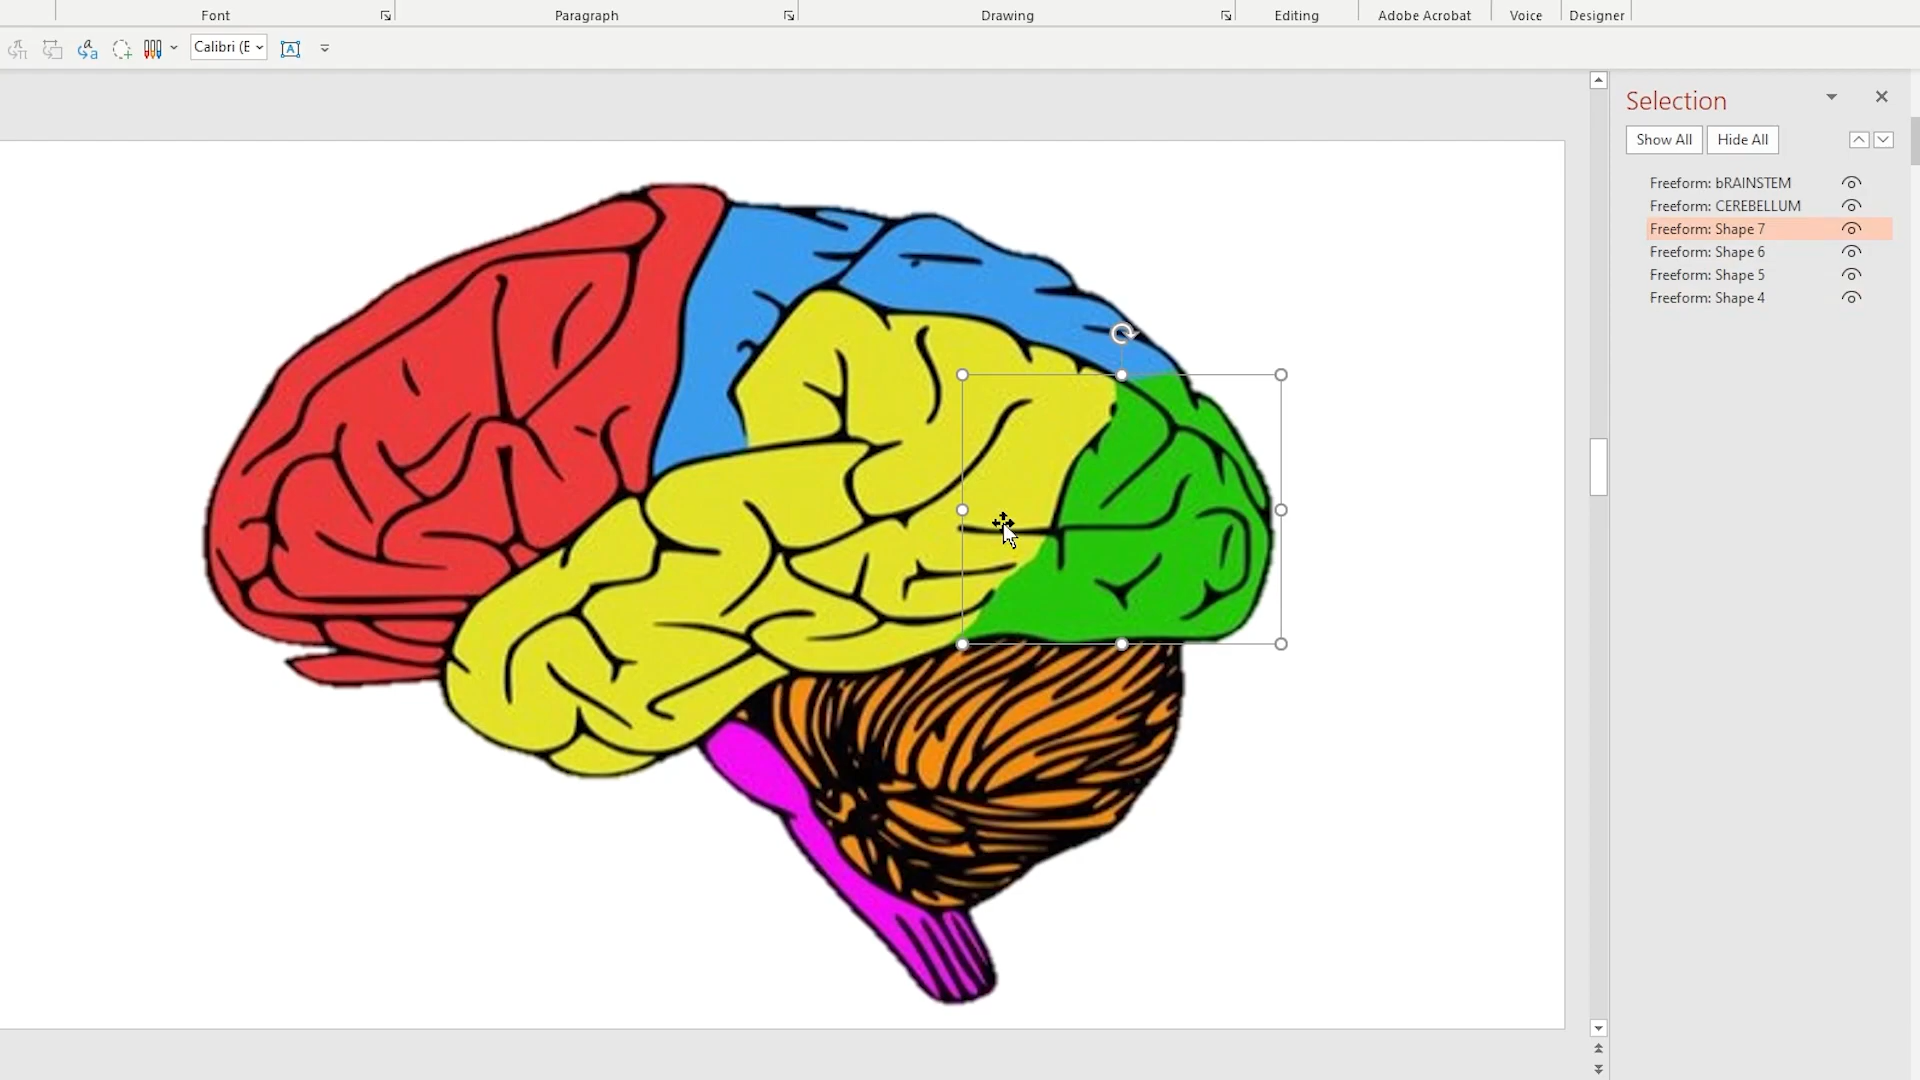 Font Paragraph Drawing Editing Adobe Acrobat Voice Designer
Calibri (E
Selection
Show All Hide All
Freeform: bRAINSTEM
Freeform: CEREBELLUM
Freeform: Shape 7
Freeform: Shape 6
Freeform: Shape 5
Freeform: Shape 4